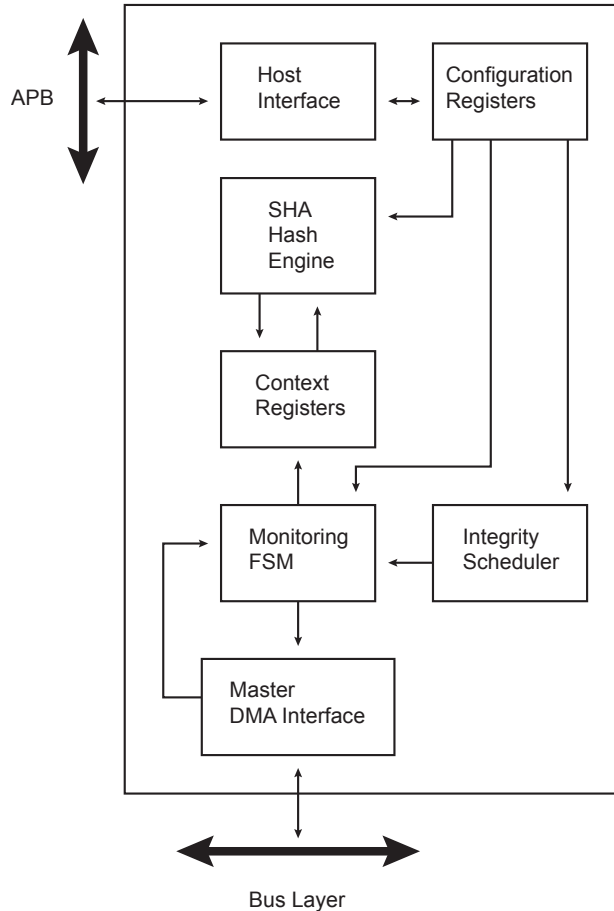 APB
Host
Interface
Configuration
Registers
SHA
Hash
Engine
Context
Registers
Monitoring
FSM
Integrity
Scheduler
Master
DMA Interface
Bus Layer